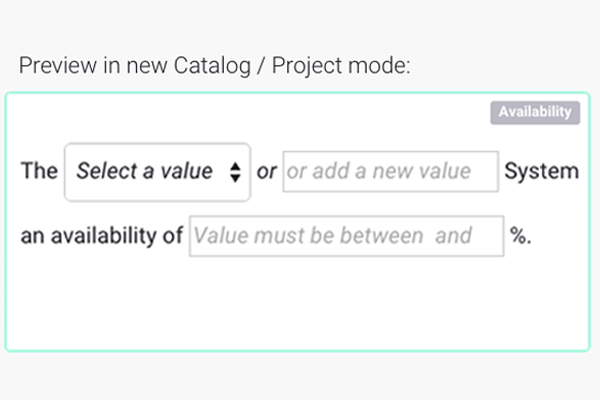 Preview in new Catalog / Project mode:
Availability
The Select a value or or add a new value System
an availability of Value must be between  and %.